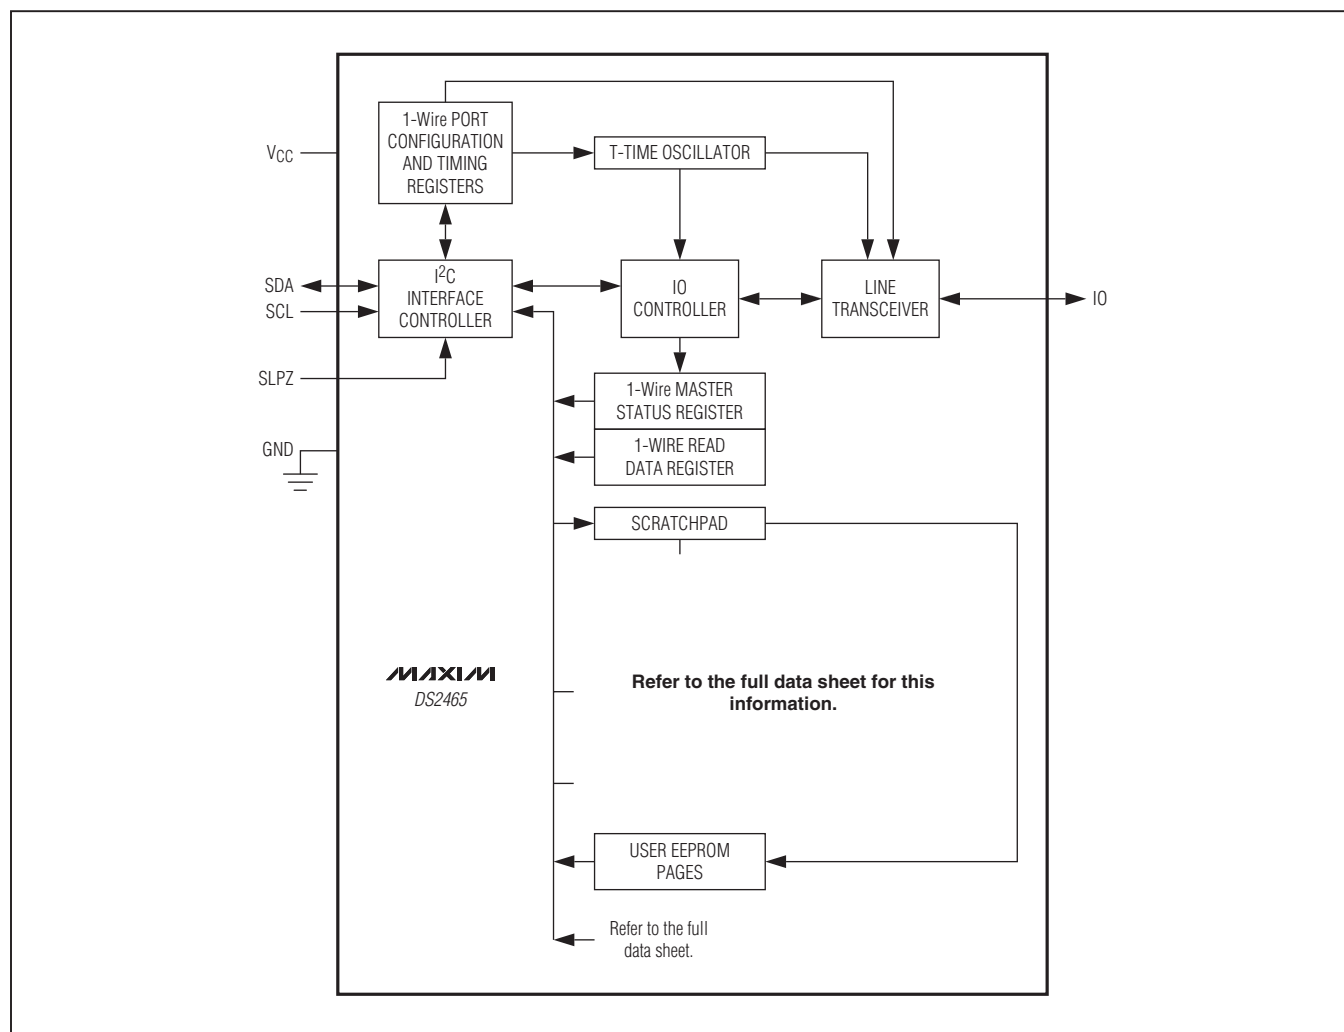 1-Wire PORT
CONFIGURATION
AND TIMING
REGISTERS
VCC
T-TIME OSCILLATOR
SDA
SCL
I2C
INTERFACE
CONTROLLER
IO
CONTROLLER
LINE
TRANSCEIVER
IO
SLPZ
1-Wire MASTER
STATUS REGISTER
GND
1-WIRE READ
DATA REGISTER
SCRATCHPAD
MAXIM
DS2465
Refer to the full data sheet for this
information.
USER EEPROM
PAGES
Refer to the full
data sheet.